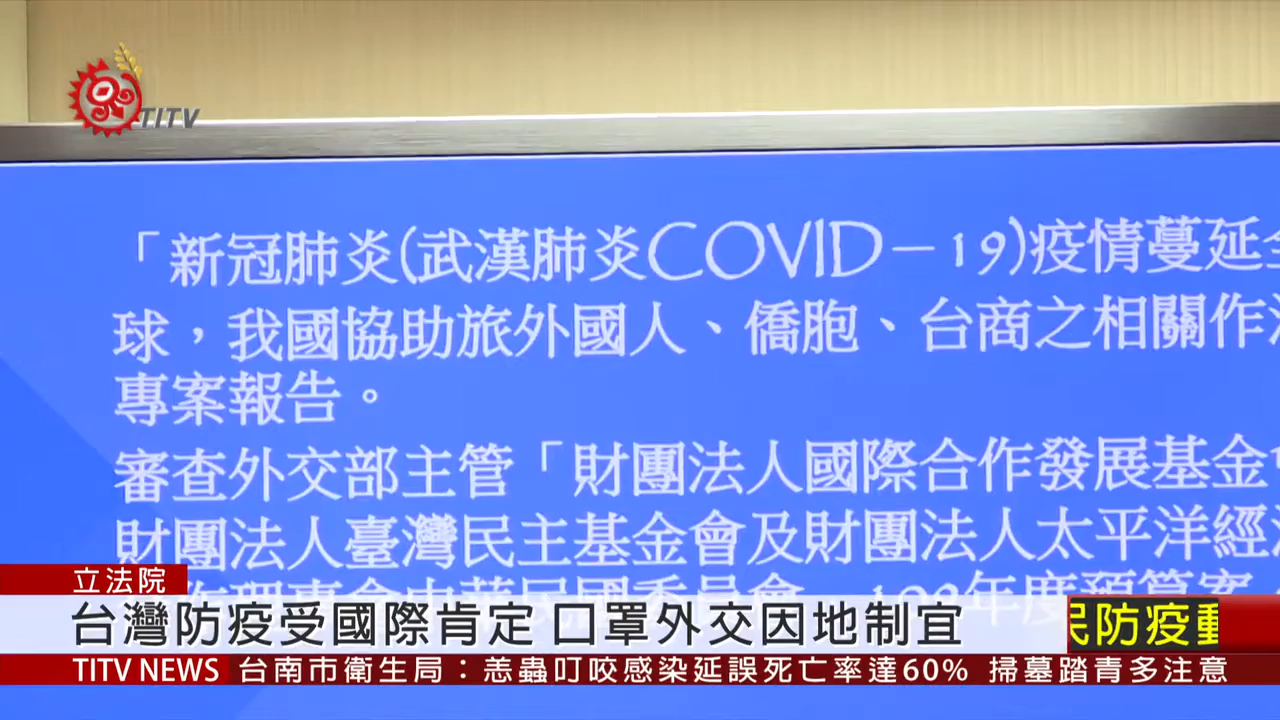 TITV
「新冠肺炎(武漢肺炎COVID－19)疫情蔓延全
球，我國協助旅外國人、僑胞、台商之相關作
專案報告。
審查外交部主管「財團法人國際合作發展基金
財團法人臺灣民主基金會及財團法人太平洋經
立法院
台灣防疫受國際肯定 口罩外交因地制宜
民防疫重
TITV NEWS 台南市衛生局：恙蟲叮咬感染延誤死亡率達60% 掃墓踏青多注意